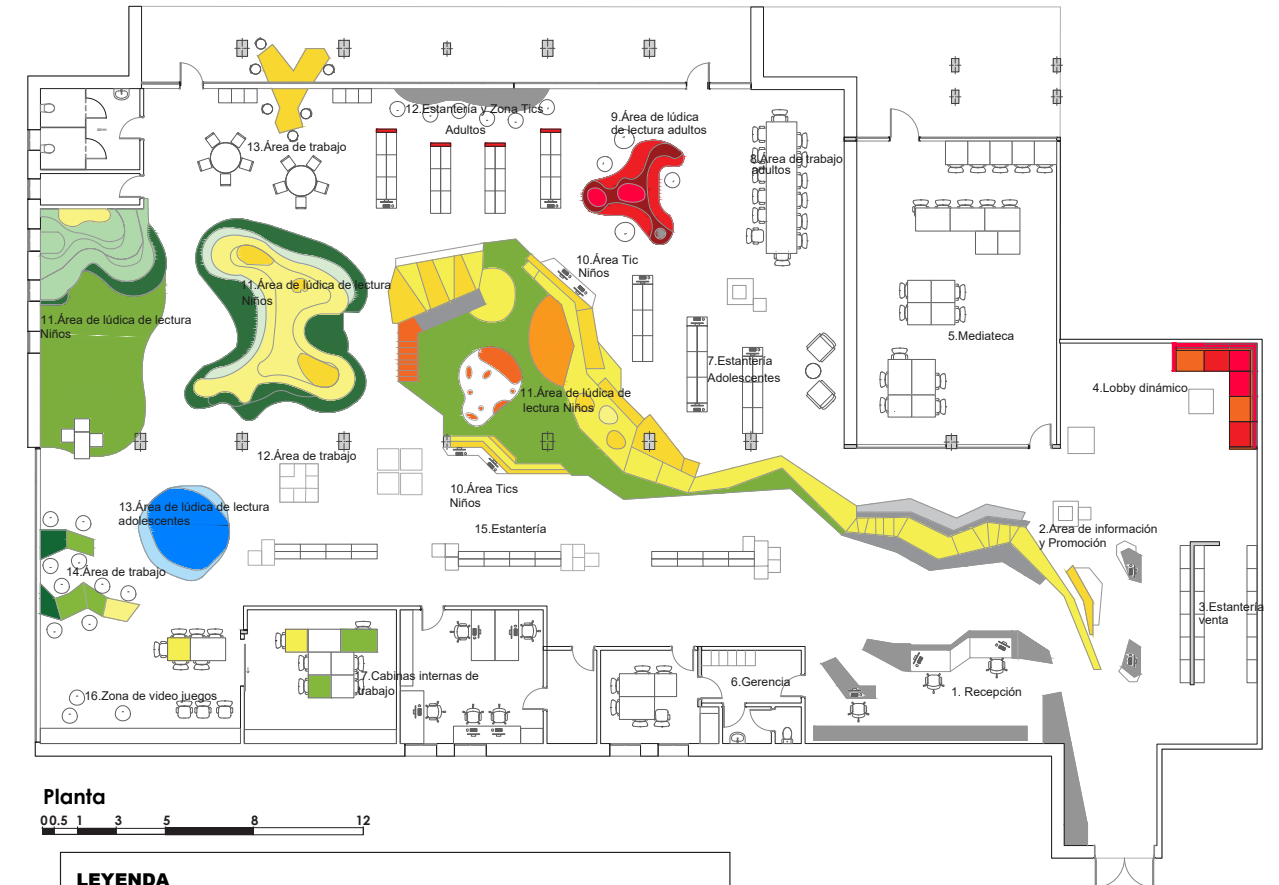 12.Estantería y Zona Tics
Adultos
9.Área de lúdica
de lectura adultos
13.Área de trabajo
8.Área de trabajo
adultos
10.Área Tic
Niños
11.Área de lúdica de lectura
Niños
11.Área de lúdica de lectura
Niños
5.Mediateca
7.Estantería
Adolescentes
4.Lobby dinámico
11.Área de lúdica de
lectura Niños
12.Área de trabajo
10.Área Tics
Niños
13.Área de lúdica de lectura
adolescentes
15.Estantería
2.Área de información
y Promoción
14.Área de trabajo
3.Estantería
venta
7.Cabinas internas de
trabajo
6.Gerencia
1. Recepción
16.Zona de video juegos
Planta
0 0.5 1 3 5 8 12
LEYENDA